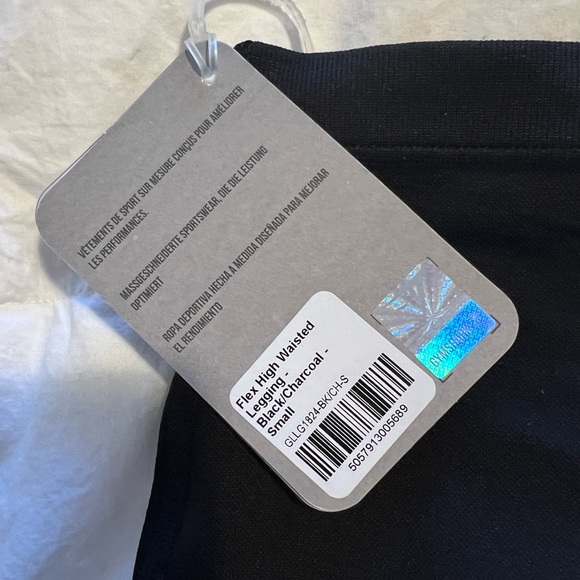 VÊTEMENTS DE SPORT SUR MESURE CONÇUS POUR AMÉLIORER
LES PERFORMANCES.
MASSGESCHNEIDERTE SPORTSWEAR, DIE DIE LEISTUNG
OPTIMIERT
ROPA DEPORTIVA HECHA A MEDIDA DISEÑADA PARA MEJORAR
EL RENDIMIENTO
GYMSHARK
Flex High Waisted
Legging -
Black/Charcoal -
Small
GLLG1824-BK/CH-S
5057913005689